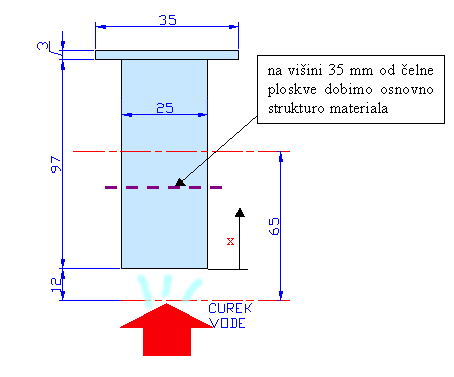 35
3
na višini 35 mm od čelne
ploskve dobimo osnovno
strukturo materiala
25
97
65
x
12
CUREK
VODE